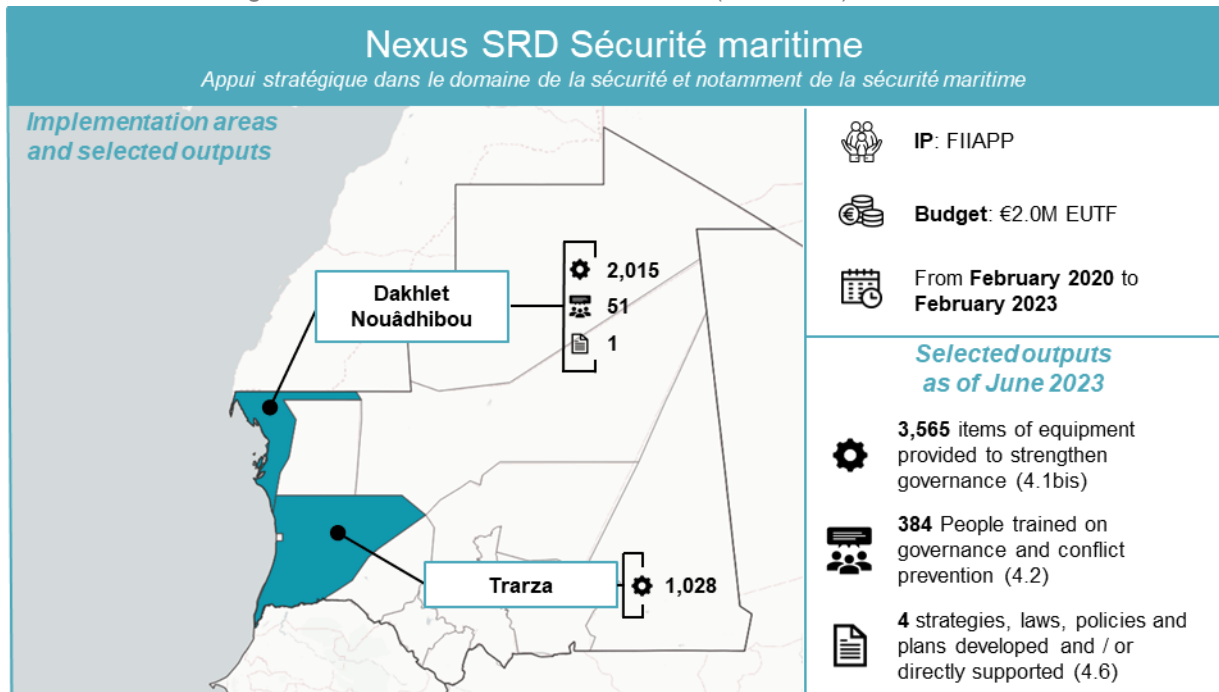 Nexus SRD Sécurité maritime
Appui stratégique dans le domaine de la sécurité et notamment de la sécurité maritime
Implementation areas
and selected outputs
Dakhlet
Nouâdhibou
2,015
51
1
Trarza
1,028
IP: FIIAPP
Budget: €2.0M EUTF
From February 2020 to
February 2023
Selected outputs
as of June 2023
3,565 items of equipment
provided to strengthen
governance (4.1bis)
384 People trained on
governance and conflict
prevention (4.2)
4 strategies, laws, policies and
plans developed and / or
directly supported (4.6)